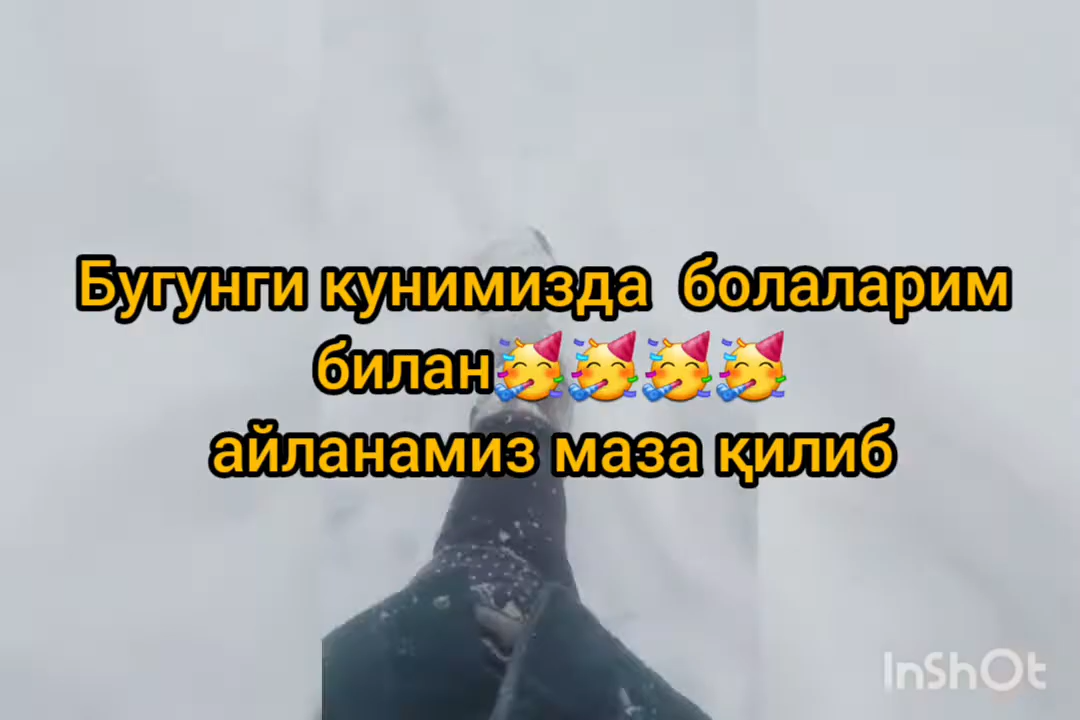 Бугунги кунимизда болаларим
билан🥳🥳🥳🥳
айланамиз маза қилиб
InShOt